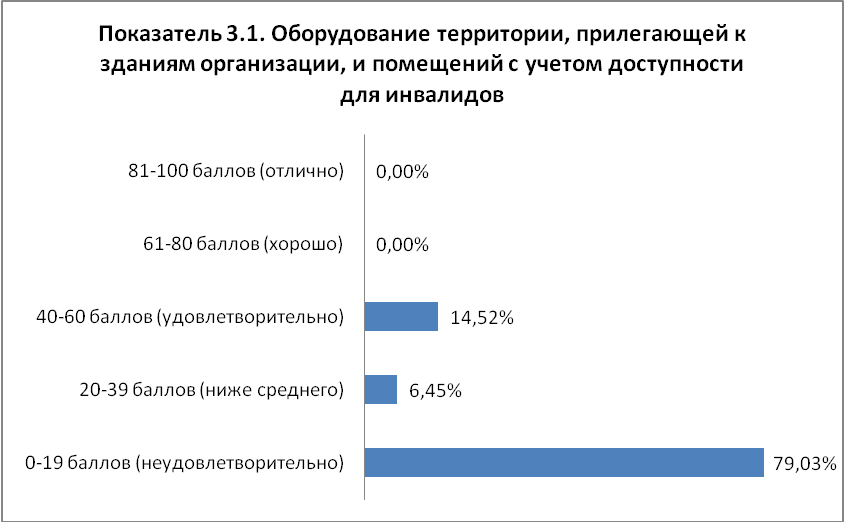 Показатель 3.1. Оборудование территории, прилегающей к
зданиям организации, и помещений с учетом доступности
для инвалидов
81-100 баллов (отлично) 0,00%
61-80 баллов (хорошо) 0,00%
40-60 баллов (удовлетворительно) 14,52%
20-39 баллов (ниже среднего) 6,45%
0-19 баллов (неудовлетворительно) 79,03%